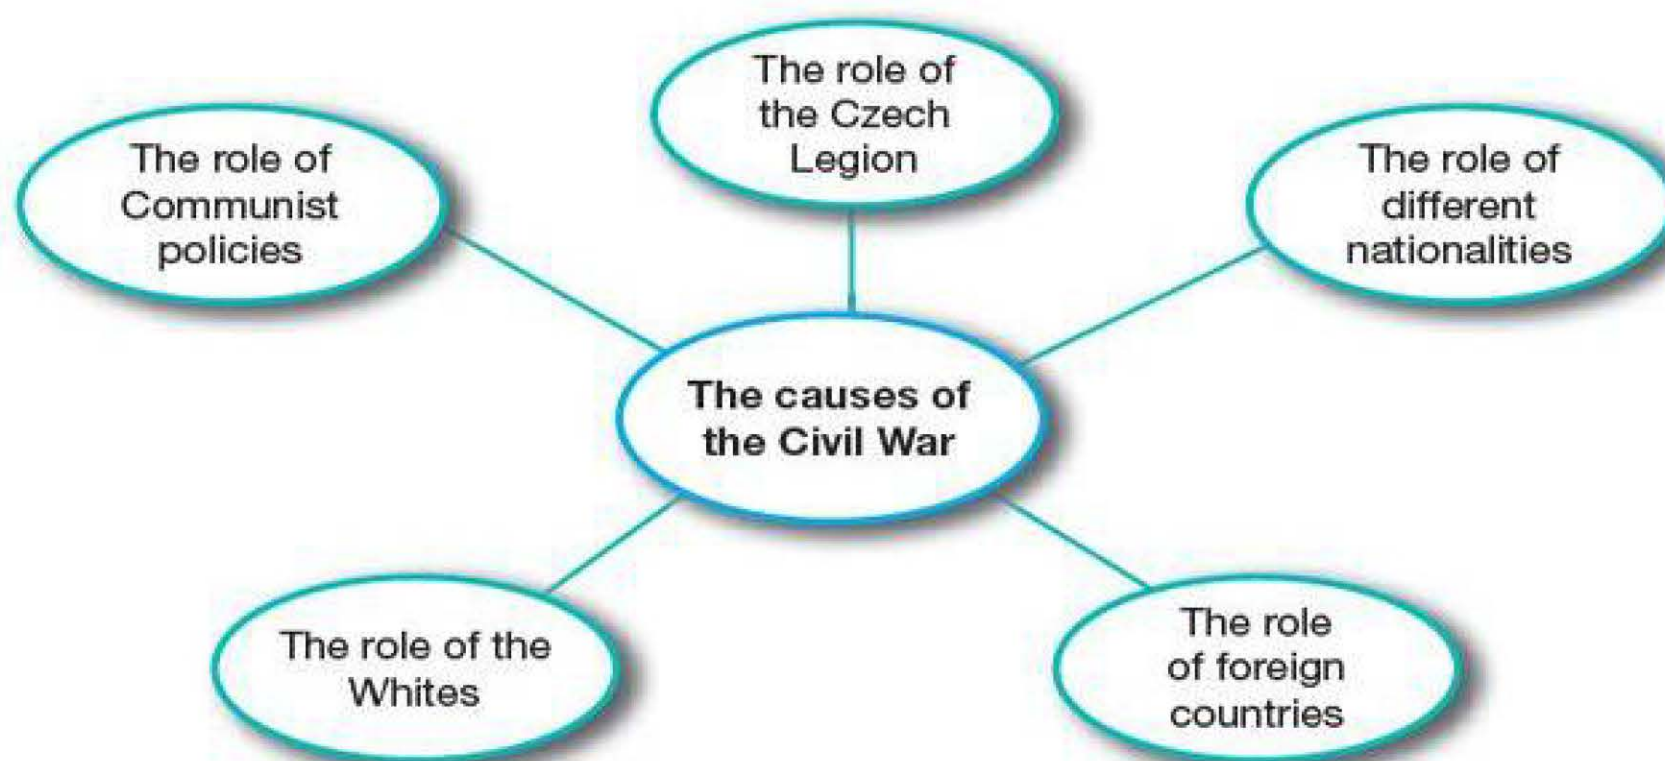 The role of
the Czech
Legion
The role of
Communist
policies
The role of
different
nationalities
The causes of
the Civil War
The role of the
Whites
The role
of foreign
countries